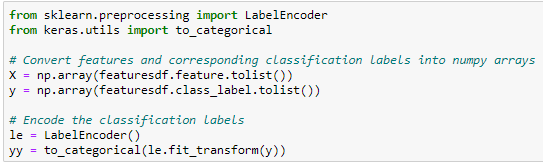 from sklearn.preprocessing import LabelEncoder
from keras.utils import to_categorical
# Convert features and corresponding classification labels into numpy arrays
X = np.array(featuresdf.feature.tolist())
y = np.array(featuresdf.class_label.tolist())
# Encode the classification labels
le = LabelEncoder()
yy = to_categorical(le.fit_transform(y))